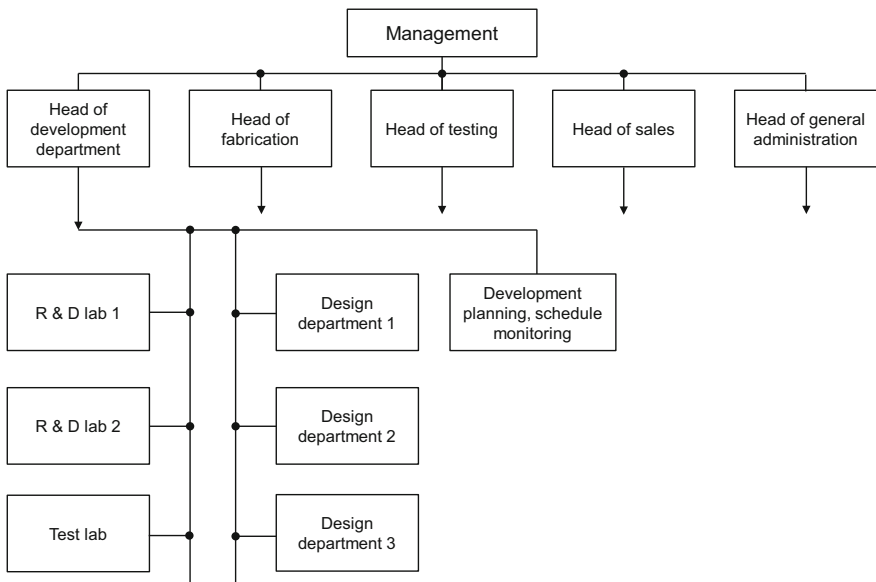 Management
Head of
development
department
Head of
fabrication
Head of testing
Head of sales
Head of general
administration
R & D lab 1
Design
department 1
Development
planning, schedule
monitoring
R & D lab 2
Design
department 2
Test lab
Design
department 3